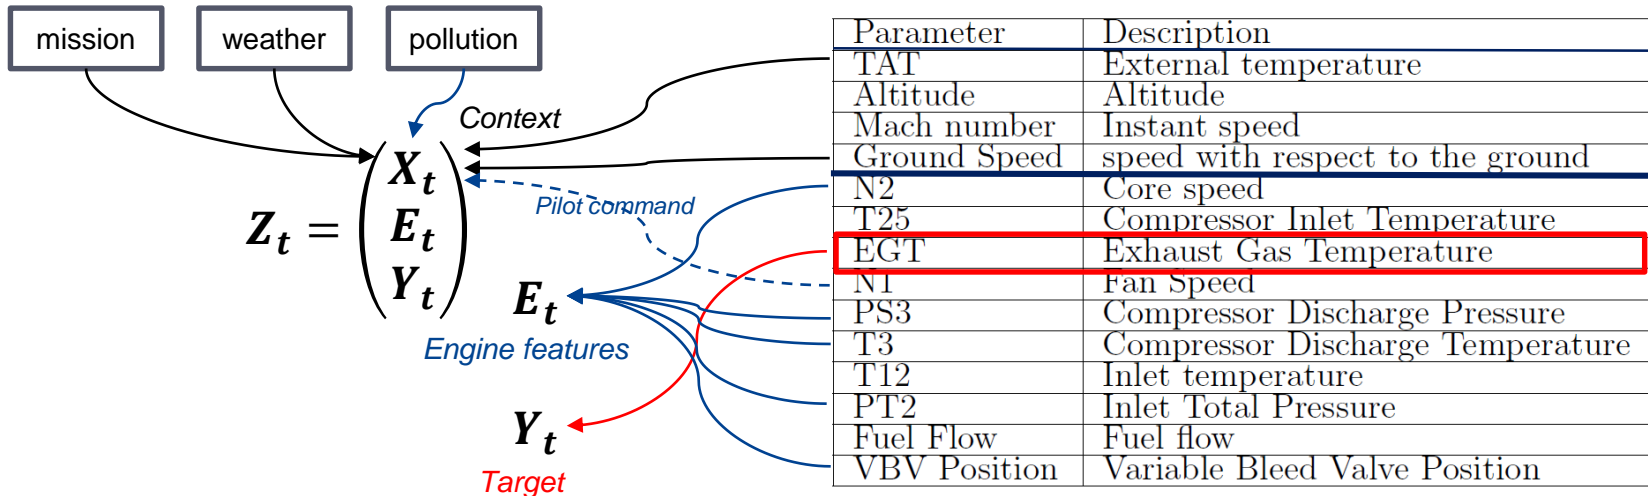 mission weather pollution
Context
Z_t = (X_t E_t Y_t)
Pilot command
E_t
Engine features
Y_t
Target
Parameter Description
TAT External temperature
Altitude Altitude
Mach number Instant speed
Ground Speed speed with respect to the ground
N2 Core speed
T25 Compressor Inlet Temperature
EGT Exhaust Gas Temperature
N1 Fan Speed
PS3 Compressor Discharge Pressure
T3 Compressor Discharge Temperature
T12 Inlet temperature
PT2 Inlet Total Pressure
Fuel Flow Fuel flow
VBV Position Variable Bleed Valve Position